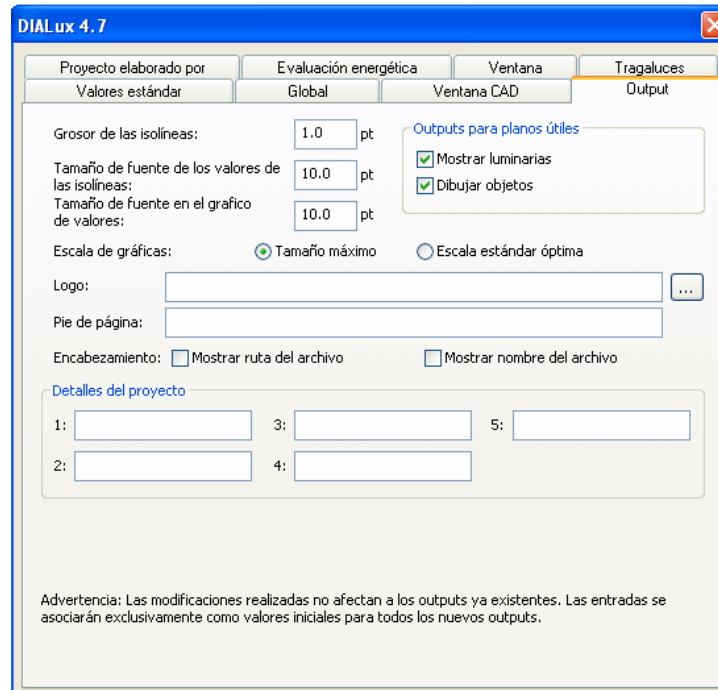 DIALux 4.7
Proyecto elaborado por
Evaluación energética
Ventana
Tragaluces
Valores estándar
Global
Ventana CAD
Output
Grosor de las isolíneas:
1.0
pt
Tamaño de fuente de los valores de
las isolíneas:
10.0
pt
Tamaño de fuente en el grafico
de valores:
10.0
pt
Outputs para planos útiles
Mostrar luminarias
Dibujar objetos
Escala de gráficas:
Tamaño máximo
Escala estándar óptima
Logo:
...
Pie de página:
Encabezamiento:
Mostrar ruta del archivo
Mostrar nombre del archivo
Detalles del proyecto
1:
3:
5:
2:
4:
Advertencia: Las modificaciones realizadas no afectan a los outputs ya existentes. Las entradas se
asociarán exclusivamente como valores iniciales para todos los nuevos outputs.